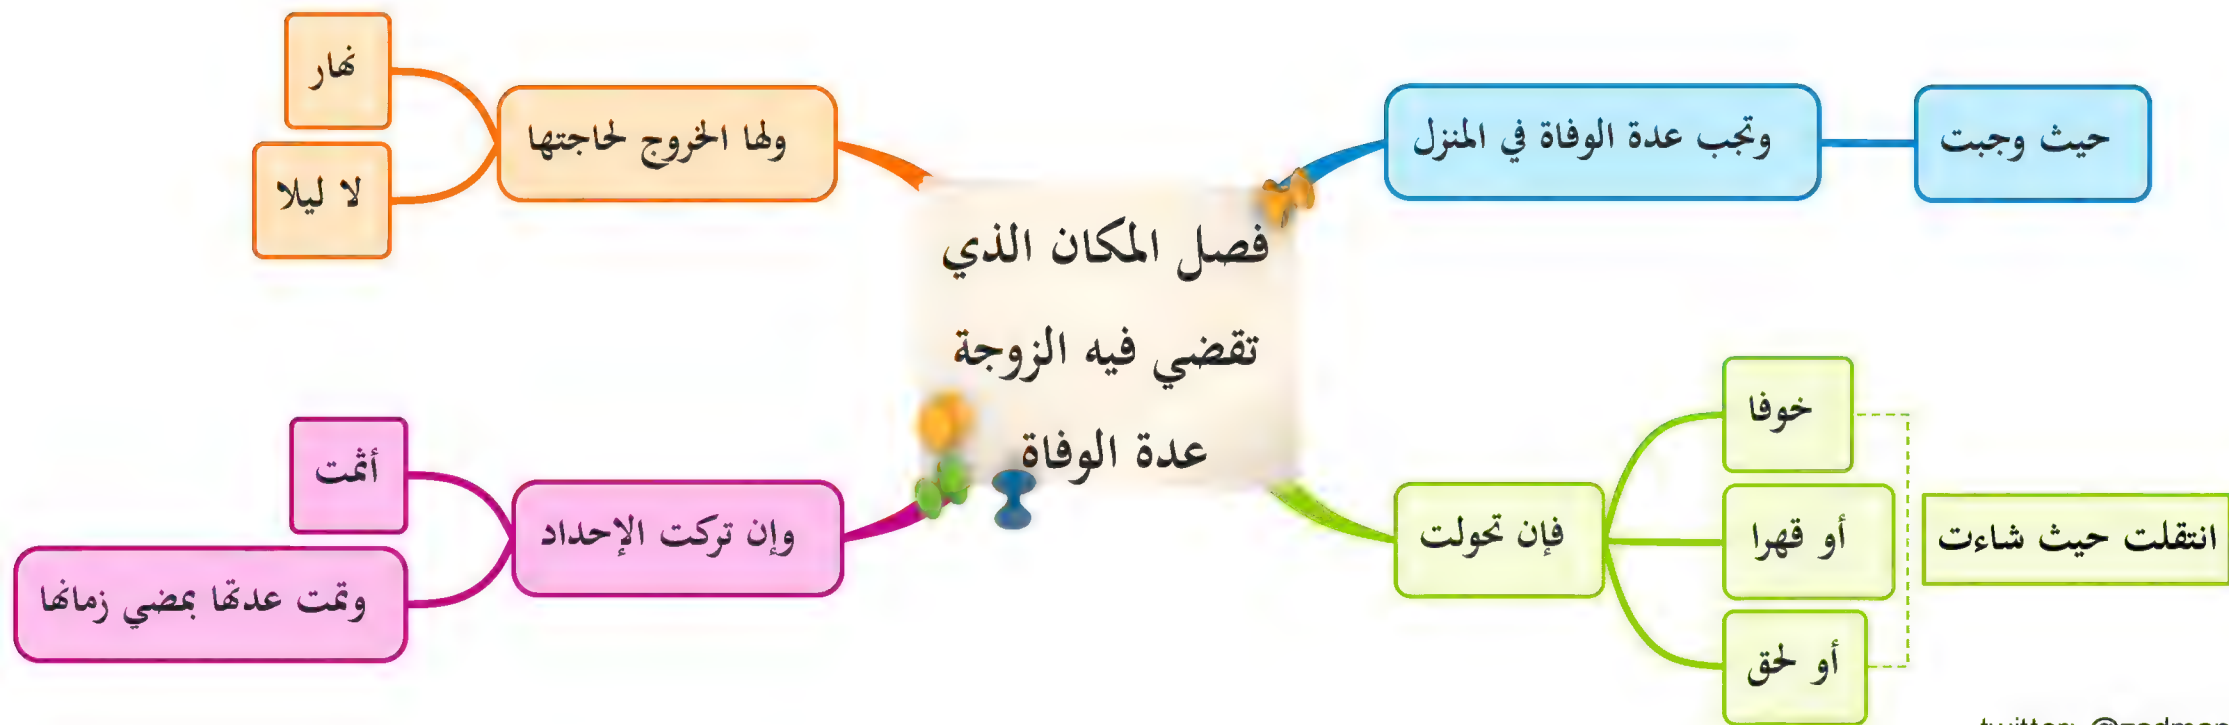 فصل المكان الذي
تقضي فيه الزوجة
عدة الوفاة
وتجب عدة الوفاة في المنزل
حيث وجبت
فإن تحولت
خوفا
أو قهرا
أو لحق
انتقلت حيث شاءت
ولها الخروج لحاجتها
نهار
لا ليلا
وإن تركت الإحداد
أثمت
وتمت عدتها بمضي زمانها